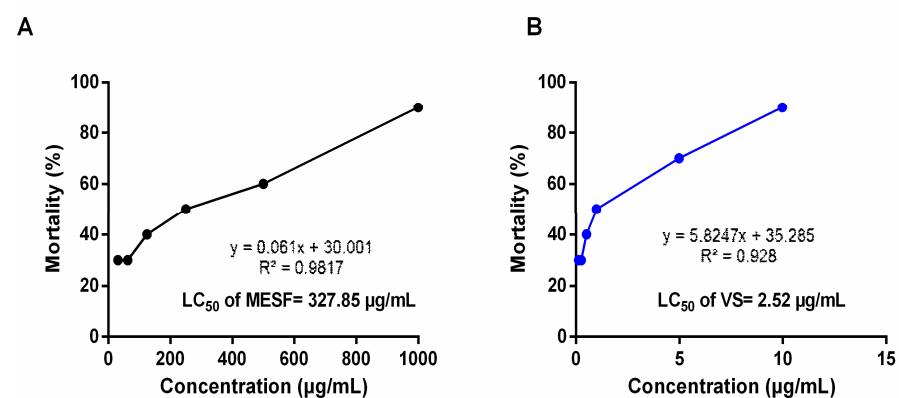 A
B
100
80
60
40
20
0
Mortality (%)
y = 0.061x + 30.001
R² = 0.9817
LC50 of MESF= 327.85 µg/mL
0 200 400 600 800 1000
Concentration (µg/mL)
100
80
60
40
20
0
Mortality (%)
y = 5.8247x + 35.285
R² = 0.928
LC50 of VS= 2.52 µg/mL
0 5 10 15
Concentration (µg/mL)